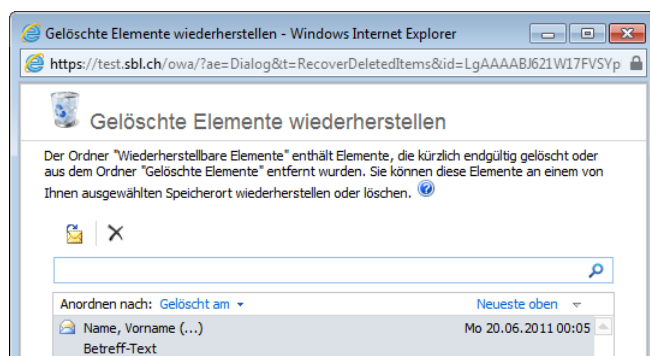 Gelöschte Elemente wiederherstellen - Windows Internet Explorer
https://test.sbl.ch/owa/?ae=Dialog&t=RecoverDeletedItems&id=LgAAAABJ621W17FVSYp
Gelöschte Elemente wiederherstellen
Der Ordner "Wiederherstellbare Elemente" enthält Elemente, die kürzlich endgültig gelöscht oder
aus dem Ordner "Gelöschte Elemente" entfernt wurden. Sie können diese Elemente an einem von
Ihnen ausgewählten Speicherort wiederherstellen oder löschen.
Anordnen nach: Gelöscht am Neueste oben
Name, Vorname (...) Mo 20.06.2011 00:05
Betreff-Text